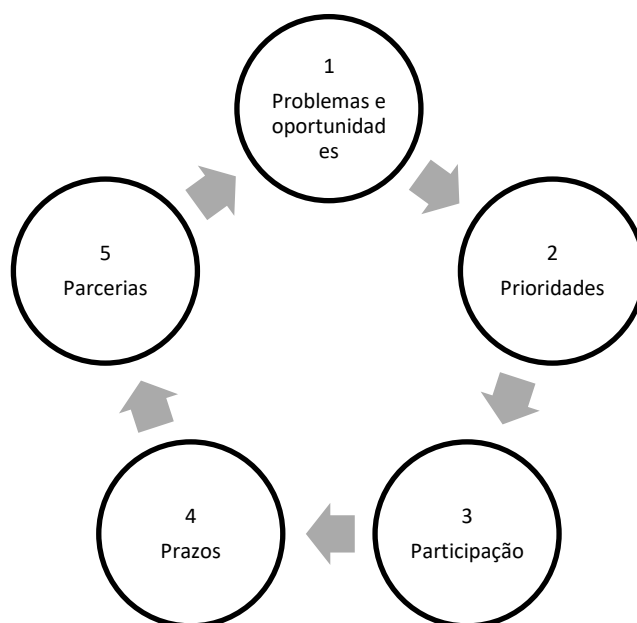 1
Problemas e
oportunidad
es
2
Prioridades
3
Participação
4
Prazos
5
Parcerias